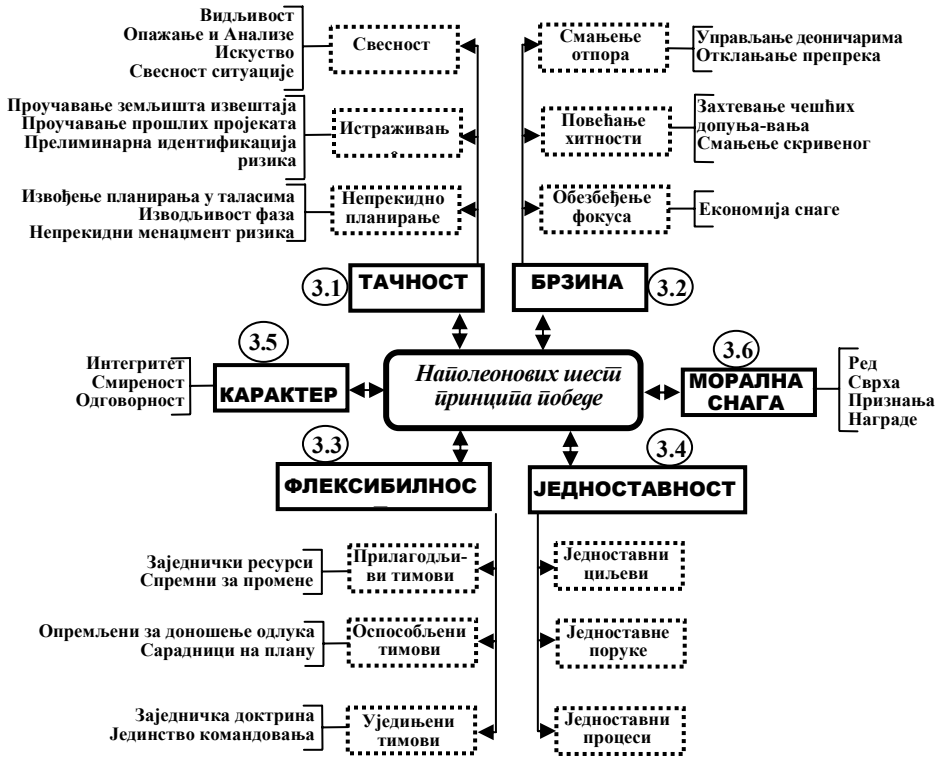 Видљивост
Опажање и Анализе
Искуство
Свесност ситуације
Свесност
Смањење
отпора
Управљање деоничарима
Отклањање препрека
Проучавање земљишта извештаја
Проучавање прошлих пројеката
Прелиминарна идентификација
ризика
Истраживањ
Повећање
хитности
Захтевање чешћих
допуња-вања
Смањење скривеног
Извођење планирања у таласима
Изводљивост фаза
Непрекидни менаџмент ризика
Непрекидно
планирање
Обезбеђење
фокуса
Економија снаге
3.1
ТАЧНОСТ
БРЗИНА
3.2
3.5
3.6
Интегритет
Смиреност
Одговорност
КАРАКТЕР
Наполеонових шест
принципа победе
МОРАЛНА
СНАГА
Ред
Сврха
Признања
Награде
3.3
3.4
ФЛЕКСИБИЛНОС
ЈЕДНОСТАВНОСТ
Заједнички ресурси
Спремни за промене
Прилагодљи-
ви тимови
Једноставни
циљеви
Опремљени за доношење одлука
Сарадници на плану
Оспособљени
тимови
Једноставне
поруке
Заједничка доктрина
Јединство командовања
Уједињени
тимови
Једноставни
процеси